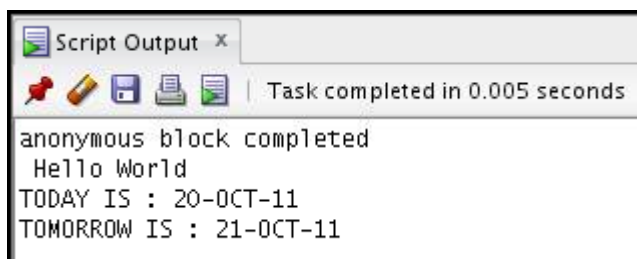 Script Output x
Task completed in 0.005 seconds
anonymous block completed
Hello World
TODAY IS : 20-OCT-11
TOMORROW IS : 21-OCT-11